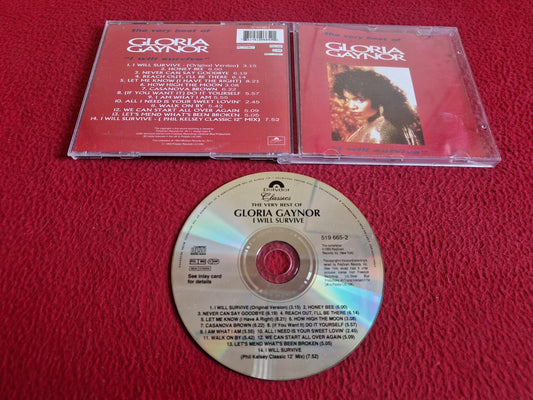 the very best of
GLORIA
GAYNOR
"I will survive"
1. I WILL SURVIVE - (Original Version) 3.15
2. HONEY BEE 6.00
3. NEVER CAN SAY GOODBYE 6.19
4. REACH OUT, I'LL BE THERE 6.14
5. LET ME KNOW (I HAVE THE RIGHT) 6.21
6. HOW HIGH THE MOON 3.08
7. CASANOVA BROWN 6.22
8. (IF YOU WANT IT) DO IT YOURSELF 5.57
9. I AM WHAT I AM 5.55
10. ALL I NEED IS YOUR SWEET LOVIN' 2.45
11. WALK ON BY 5.42
12. WE CAN START ALL OVER AGAIN 5.09
13. LET'S MEND WHAT'S BEEN BROKEN 5.05
14. I WILL SURVIVE - ( PHIL KELSEY CLASSIC 12" MIX) 7.52
the very best of
GLORIA
GAYNOR
"I will survive"
Polydor
Classics
THE VERY BEST OF
GLORIA GAYNOR
I WILL SURVIVE
519 665-2
See inlay card
for details
1. I WILL SURVIVE (Original Version) (3.15) 2. HONEY BEE (6.00)
3. NEVER CAN SAY GOODBYE (6.19) 4. REACH OUT, I'LL BE THERE (6.14)
5. LET ME KNOW (I Have A Right) (6.21) 6. HOW HIGH THE MOON (3.08)
7. CASANOVA BROWN (6.22) 8. (If You Want It) DO IT YOURSELF (5.57)
9. I AM WHAT I AM (5.55) 10. ALL I NEED IS YOUR SWEET LOVIN' (2.45)
11. WALK ON BY (5.42) 12. WE CAN START ALL OVER AGAIN (5.09)
13. LET'S MEND WHAT'S BEEN BROKEN (5.05)
14. I WILL SURVIVE
(Phil Kelsey Classic 12" Mix) (7.52)